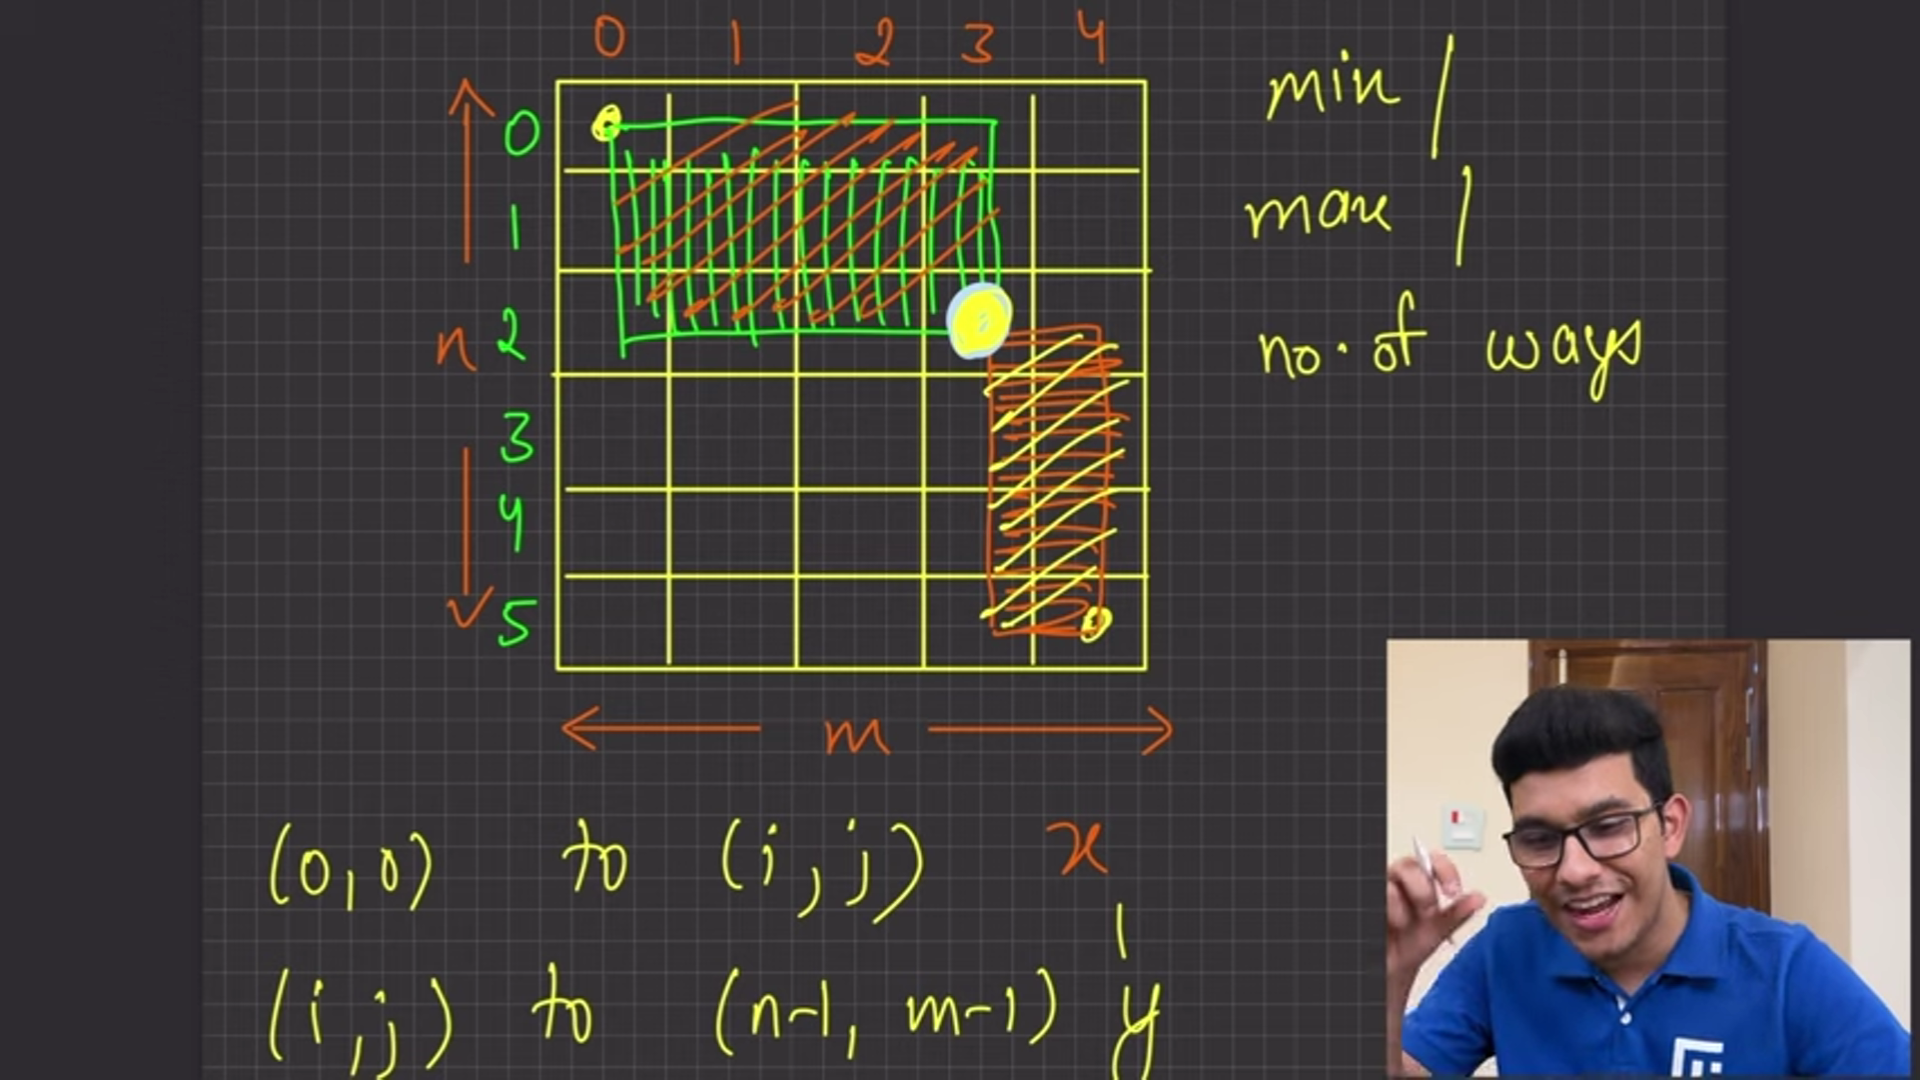 0 1 2 3 4
min /
0
max /
1
n 2
no. of ways
3
4
5
m
(0,0) to (i,j) x
1
(i,j) to (n-1, m-1) y